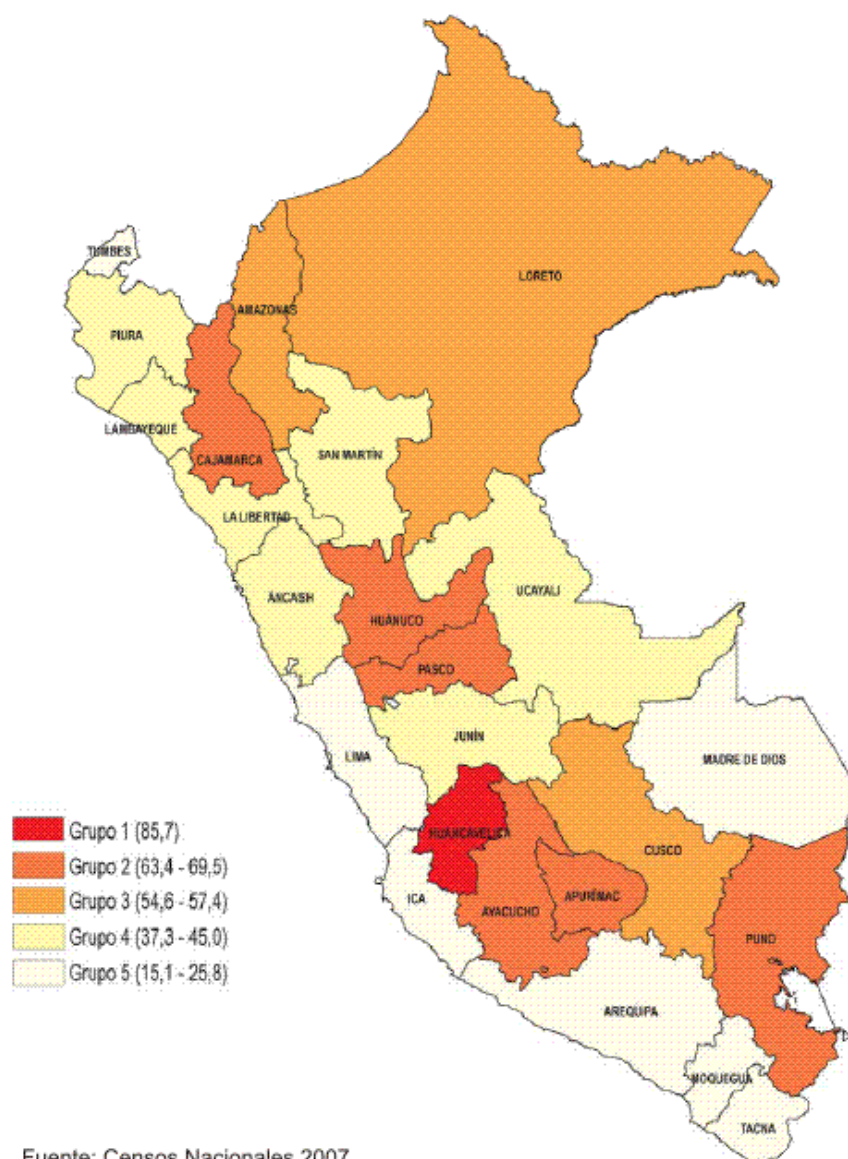 LORETO
TUMBES
AMAZONAS
PIURA
LAMBAYEQUE
SAN MARTÍN
CAJAMARCA
LA LIBERTAD
UCAYALI
ÁNCASH
HUÁNUCO
PASCO
JUNÍN
LIMA
MADRE DE DIOS
Grupo 1 (85,7)
HUANCAVELICA
Grupo 2 (63,4 - 69,5)
CUSCO
Grupo 3 (54,6 - 57,4)
ICA
APURÍMAC
AYACUCHO
Grupo 4 (37,3 - 45,0)
PUNO
Grupo 5 (15,1 - 25,8)
AREQUIPA
MOQUEGUA
TACNA
Fuente: Censos Nacionales 2007